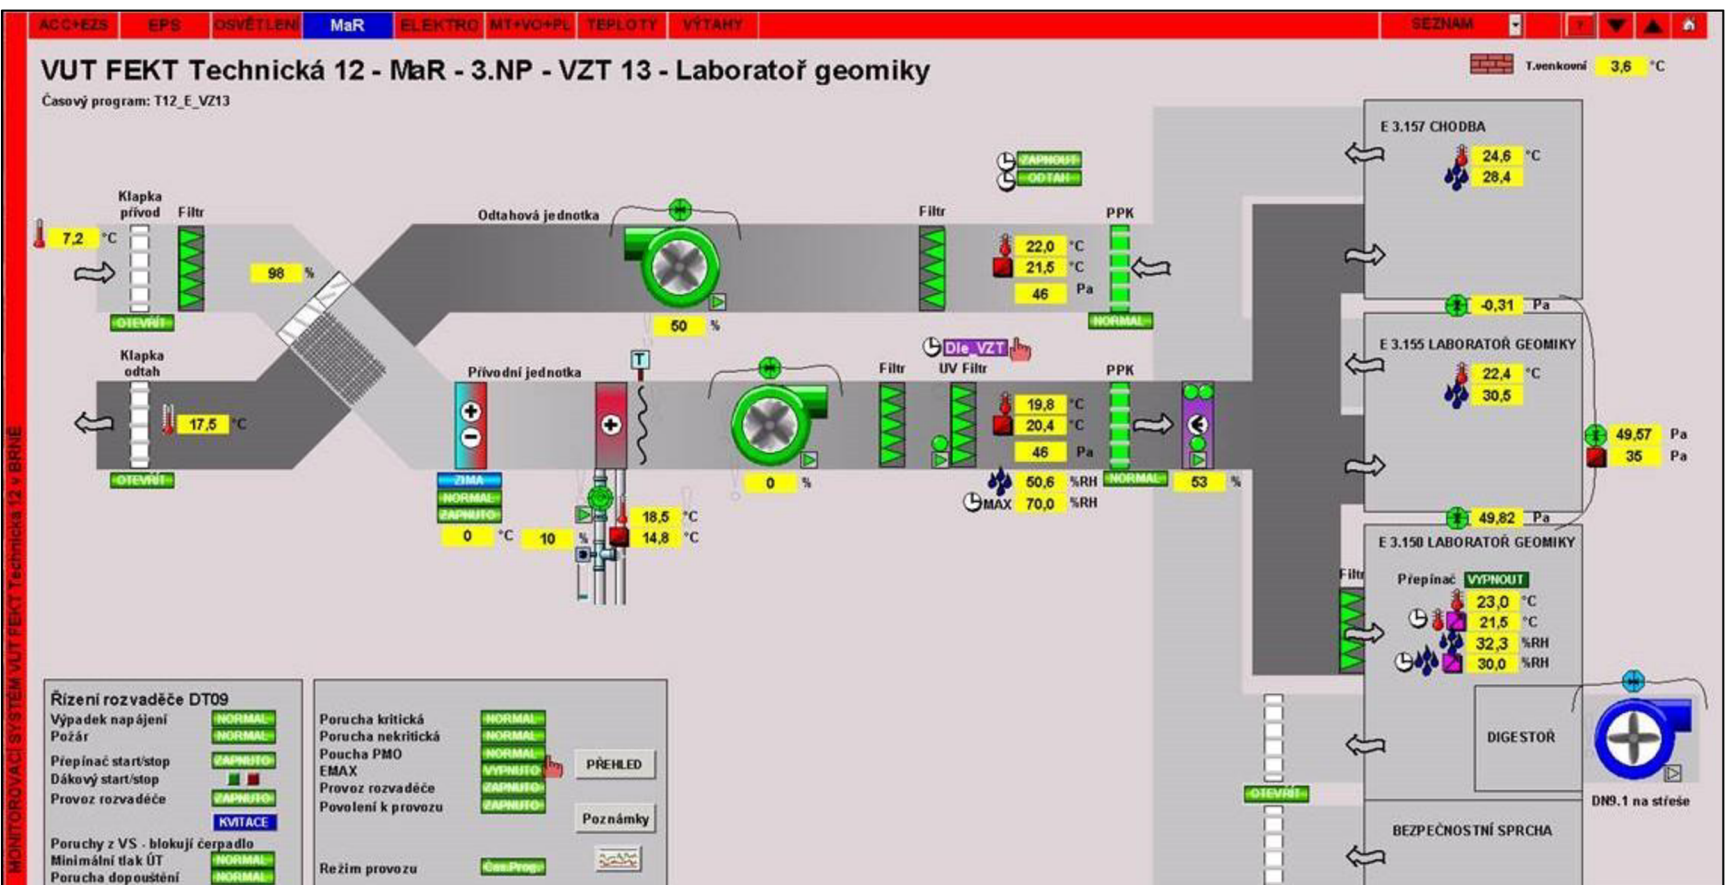 ACC+EZS EPS OSVĚTLENÍ MaR ELEKTRO MT+VO+PL TEPLOTY VÝTAHY SEZNAM ?
VUT FEKT Technická 12 - MaR - 3.NP - VZT 13 - Laboratoř geomiky
T.venkovní 3,6 °C
Časový program: T12_E_VZ13
MONITOROVACÍ SYSTÉM VUT FEKT Technická 12 v BRNĚ
E 3.157 CHODBA
24,6 °C
28,4
ZAPNOUT
ODTAH
Klapka
přívod
Filtr
Odtahová jednotka
Filtr
PPK
7,2 °C
98 %
22,0 °C
21,5 °C
46 Pa
OTEVŘÍT
50 %
NORMAL
-0,31 Pa
E 3.155 LABORATOŘ GEOMIKY
22,4 °C
30,5
Klapka
odtah
Přívodní jednotka
T
Dle_VZT
Filtr
UV Filtr
PPK
17,5 °C
19,8 °C
20,4 °C
46 Pa
49,57 Pa
35 Pa
OTEVŘÍT
ZIMA
NORMAL
ZAPNUTO
0 °C
10 %
18,5 °C
14,8 °C
0 %
50,6 %RH
MAX 70,0 %RH
NORMAL
53 %
49,82 Pa
E 3.150 LABORATOŘ GEOMIKY
Filtr
Přepínač VYPNOUT
23,0 °C
21,5 °C
32,3 %RH
30,0 %RH
DIGESTOŘ
DN9.1 na střeše
OTEVŘÍT
BEZPEČNOSTNÍ SPRCHA
Řízení rozvaděče DT09
Výpadek napájení NORMAL
Požár NORMAL
Přepínač start/stop ZAPNUTO
Dákový start/stop
Provoz rozvaděče ZAPNUTO
KVITACE
Poruchy z VS - blokují čerpadlo
Minimální tlak ÚT NORMAL
Porucha dopouštění NORMAL
Porucha kritická NORMAL
Porucha nekritická NORMAL
Poucha PMO NORMAL
EMAX VYPNUTO
Provoz rozvaděče ZAPNUTO
Povolení k provozu ZAPNUTO
Režim provozu Čas.Prog.
PŘEHLED
Poznámky